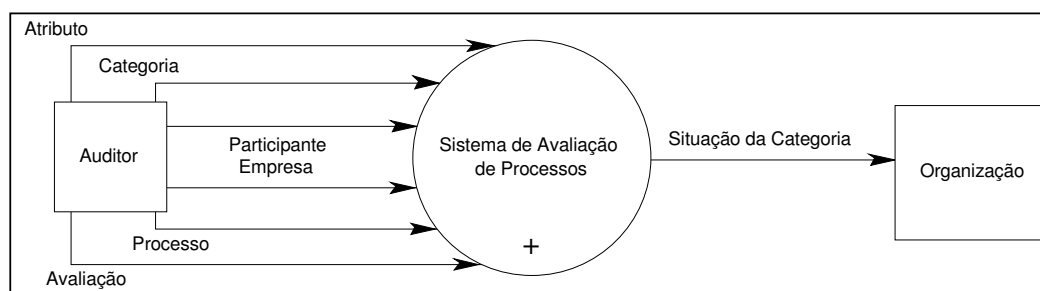 Atributo
Categoria
Auditor
Participante
Empresa
Processo
Avaliação
Sistema de Avaliação
de Processos
+
Situação da Categoria
Organização